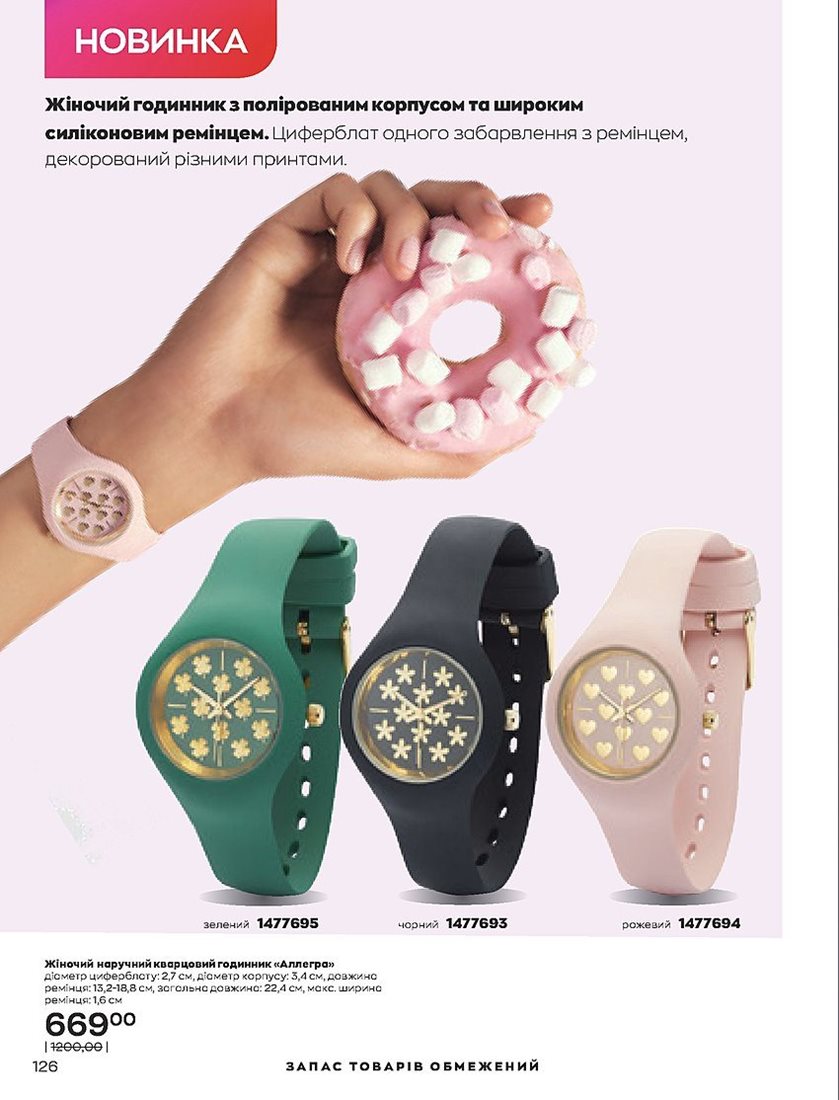 НОВИНКА
Жіночий годинник з полірованим корпусом та широким
силіконовим ремінцем. Циферблат одного забарвлення з ремінцем,
декорований різними принтами.
зелений 1477695
чорний 1477693
рожевий 1477694
Жіночий наручний кварцовий годинник «Аллегра»
діаметр циферблату: 2,7 см, діаметр корпусу: 3,4 см, довжина
ремінця: 13,2-18,8 см, загальна довжина: 22,4 см, макс. ширина
ремінця: 1,6 см
669⁰⁰
| 1200,00 |
126
ЗАПАС ТОВАРІВ ОБМЕЖЕНИЙ